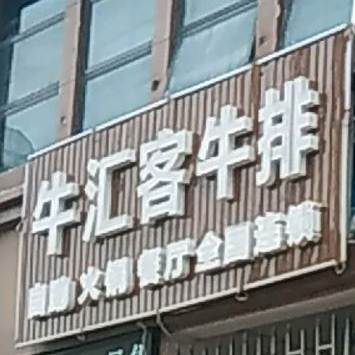 牛汇客牛排
自助 火锅 餐厅全国连锁